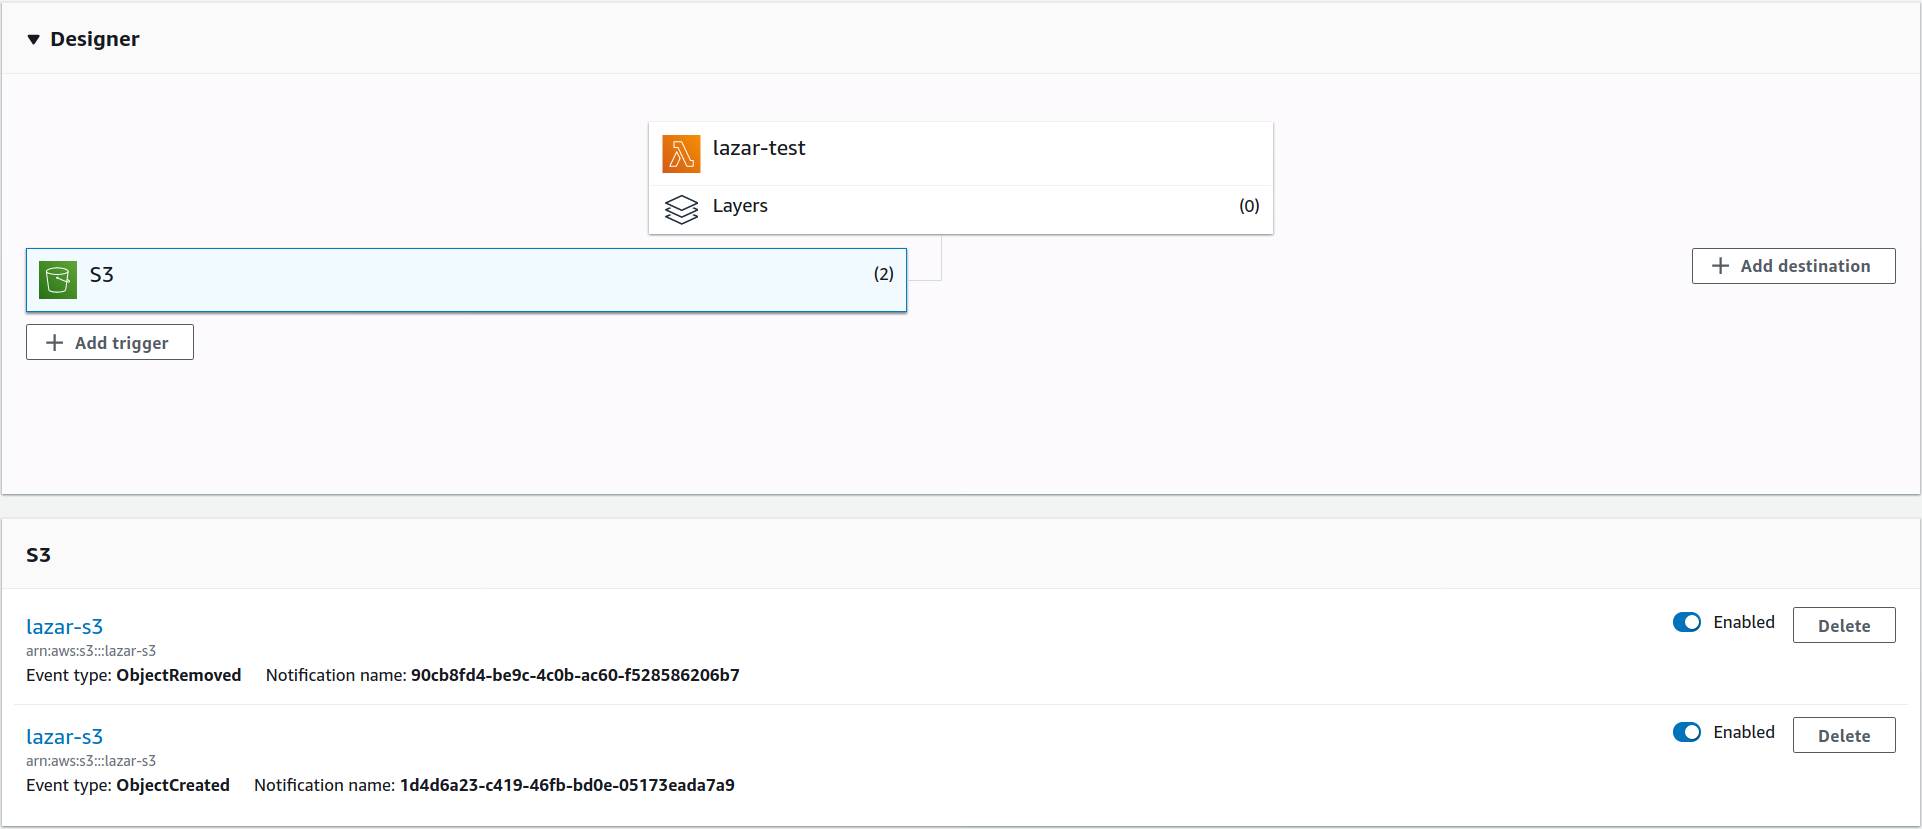 Designer
lazar-test
Layers (0)
S3 (2)
Add destination
Add trigger
S3
lazar-s3
Enabled Delete
arn:aws:s3:::lazar-s3
Event type: ObjectRemoved Notification name: 90cb8fd4-be9c-4c0b-ac60-f528586206b7
lazar-s3
Enabled Delete
arn:aws:s3:::lazar-s3
Event type: ObjectCreated Notification name: 1d4d6a23-c419-46fb-bd0e-05173eada7a9